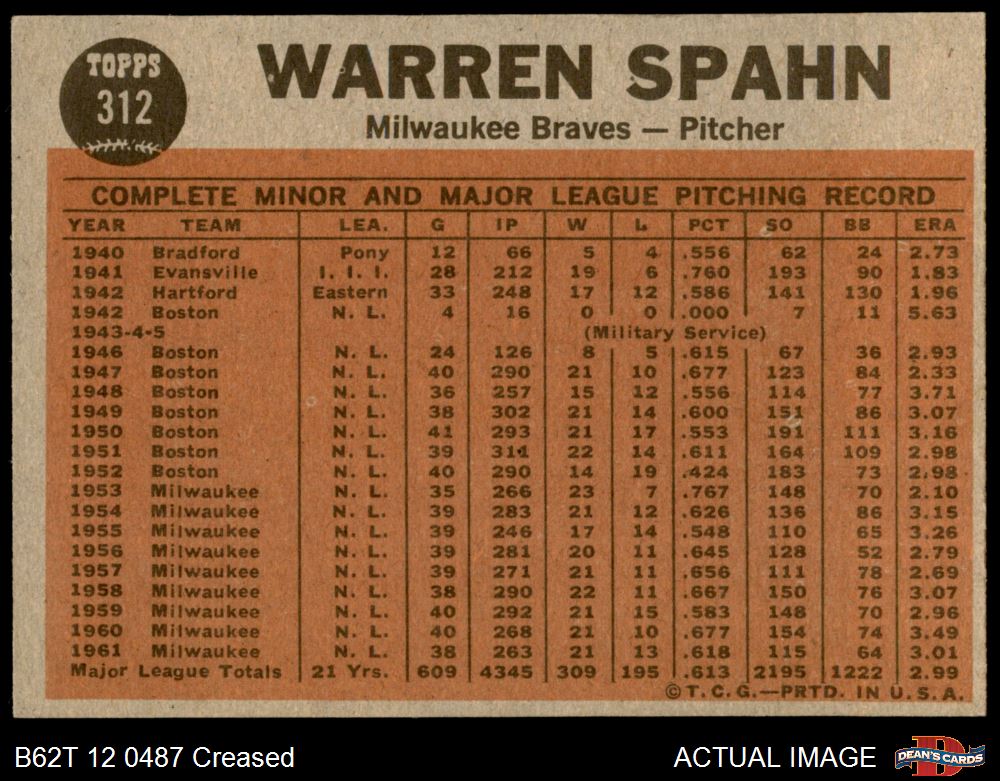 TOPPS
312
WARREN SPAHN
Milwaukee Braves — Pitcher
COMPLETE MINOR AND MAJOR LEAGUE PITCHING RECORD
YEAR TEAM LEA. G IP W L PCT SO BB ERA
1940 Bradford Pony 12 66 5 4 .556 62 24 2.73
1941 Evansville I. I. I. 28 212 19 6 .760 193 90 1.83
1942 Hartford Eastern 33 248 17 12 .586 141 130 1.96
1942 Boston N. L. 4 16 0 0 .000 7 11 5.63
1943-4-5 (Military Service)
1946 Boston N. L. 24 126 8 5 .615 67 36 2.93
1947 Boston N. L. 40 290 21 10 .677 123 84 2.33
1948 Boston N. L. 36 257 15 12 .556 114 77 3.71
1949 Boston N. L. 38 302 21 14 .600 151 86 3.07
1950 Boston N. L. 41 293 21 17 .553 191 111 3.16
1951 Boston N. L. 39 311 22 14 .611 164 109 2.98
1952 Boston N. L. 40 290 14 19 .424 183 73 2.98
1953 Milwaukee N. L. 35 266 23 7 .767 148 70 2.10
1954 Milwaukee N. L. 39 283 21 12 .626 136 86 3.15
1955 Milwaukee N. L. 39 246 17 14 .548 110 65 3.26
1956 Milwaukee N. L. 39 281 20 11 .645 128 52 2.79
1957 Milwaukee N. L. 39 271 21 11 .656 111 78 2.69
1958 Milwaukee N. L. 38 290 22 11 .667 150 76 3.07
1959 Milwaukee N. L. 40 292 21 15 .583 148 70 2.96
1960 Milwaukee N. L. 40 268 21 10 .677 154 74 3.49
1961 Milwaukee N. L. 38 263 21 13 .618 115 64 3.01
Major League Totals 21 Yrs. 609 4345 309 195 .613 2195 1222 2.99
© T. C. G.—PRTD. IN U. S. A.
B62T 12 0487 Creased
ACTUAL IMAGE
D
DEAN'S CARDS